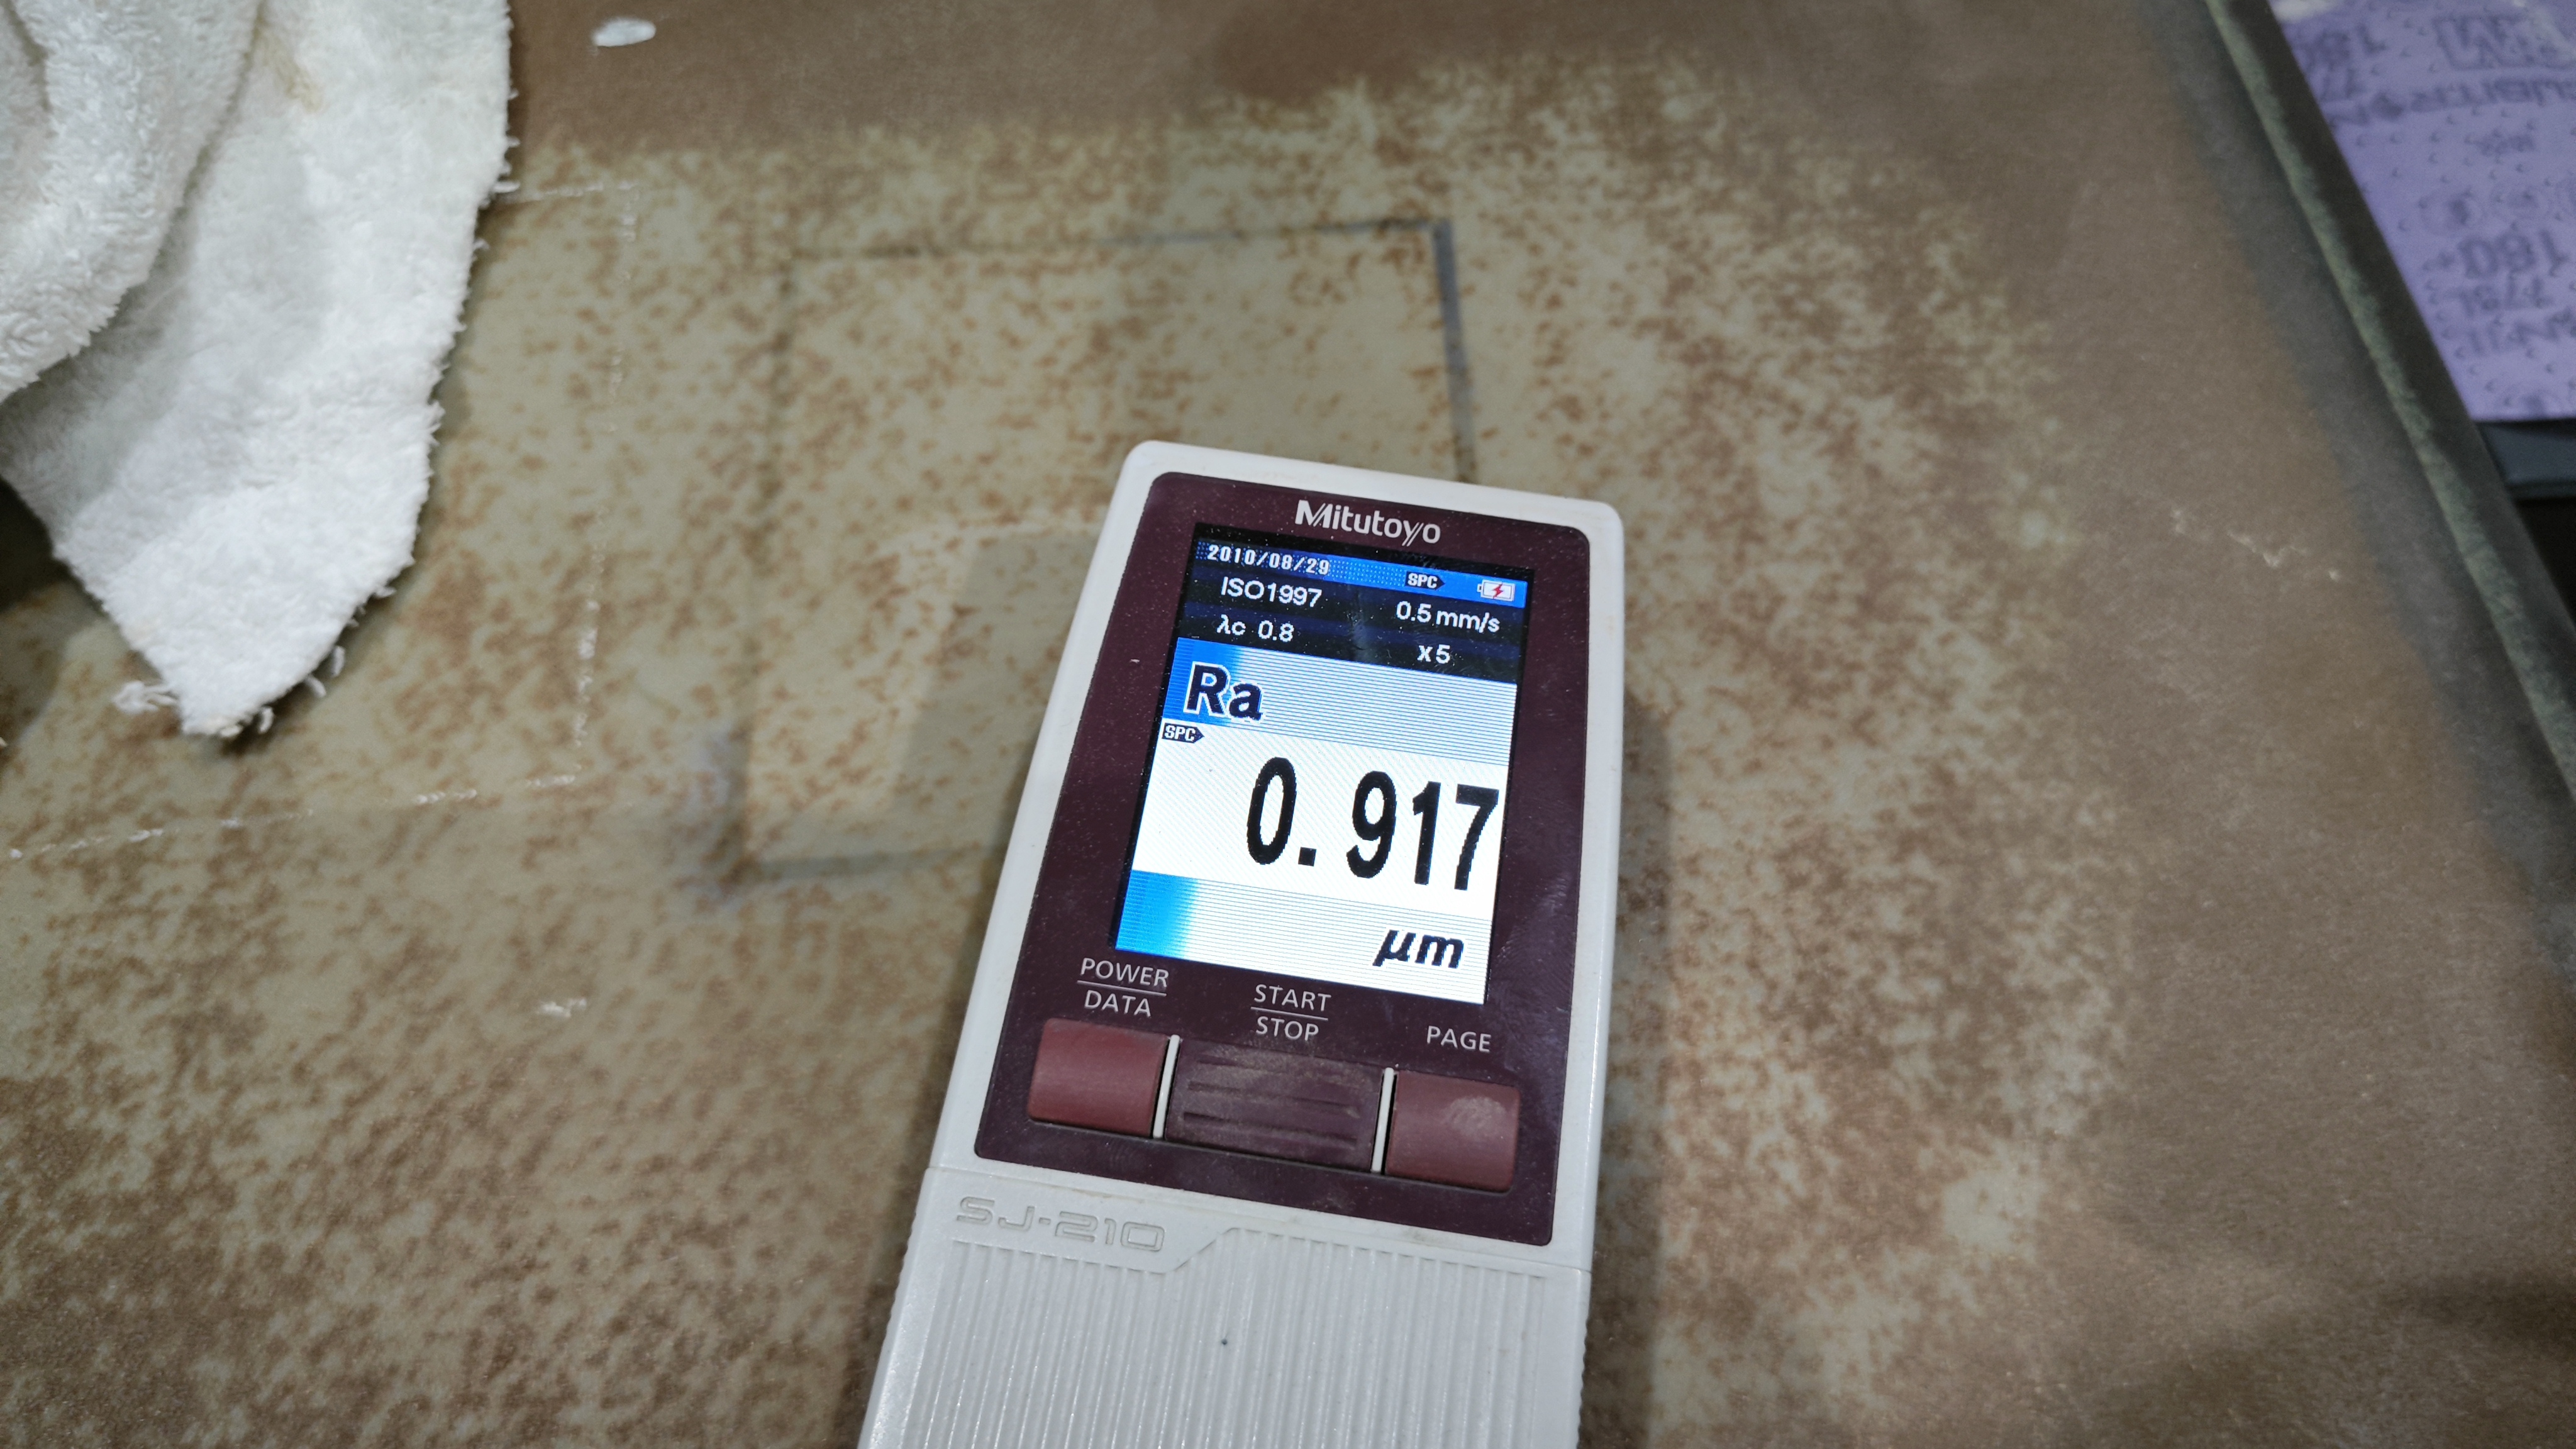 Mitutoyo
2010/08/29 SPC
ISO1997 0.5 mm/s
λc 0.8 x5
Ra
SPC
0.917
µm
POWER
DATA
START
STOP
PAGE
SJ-210
180+